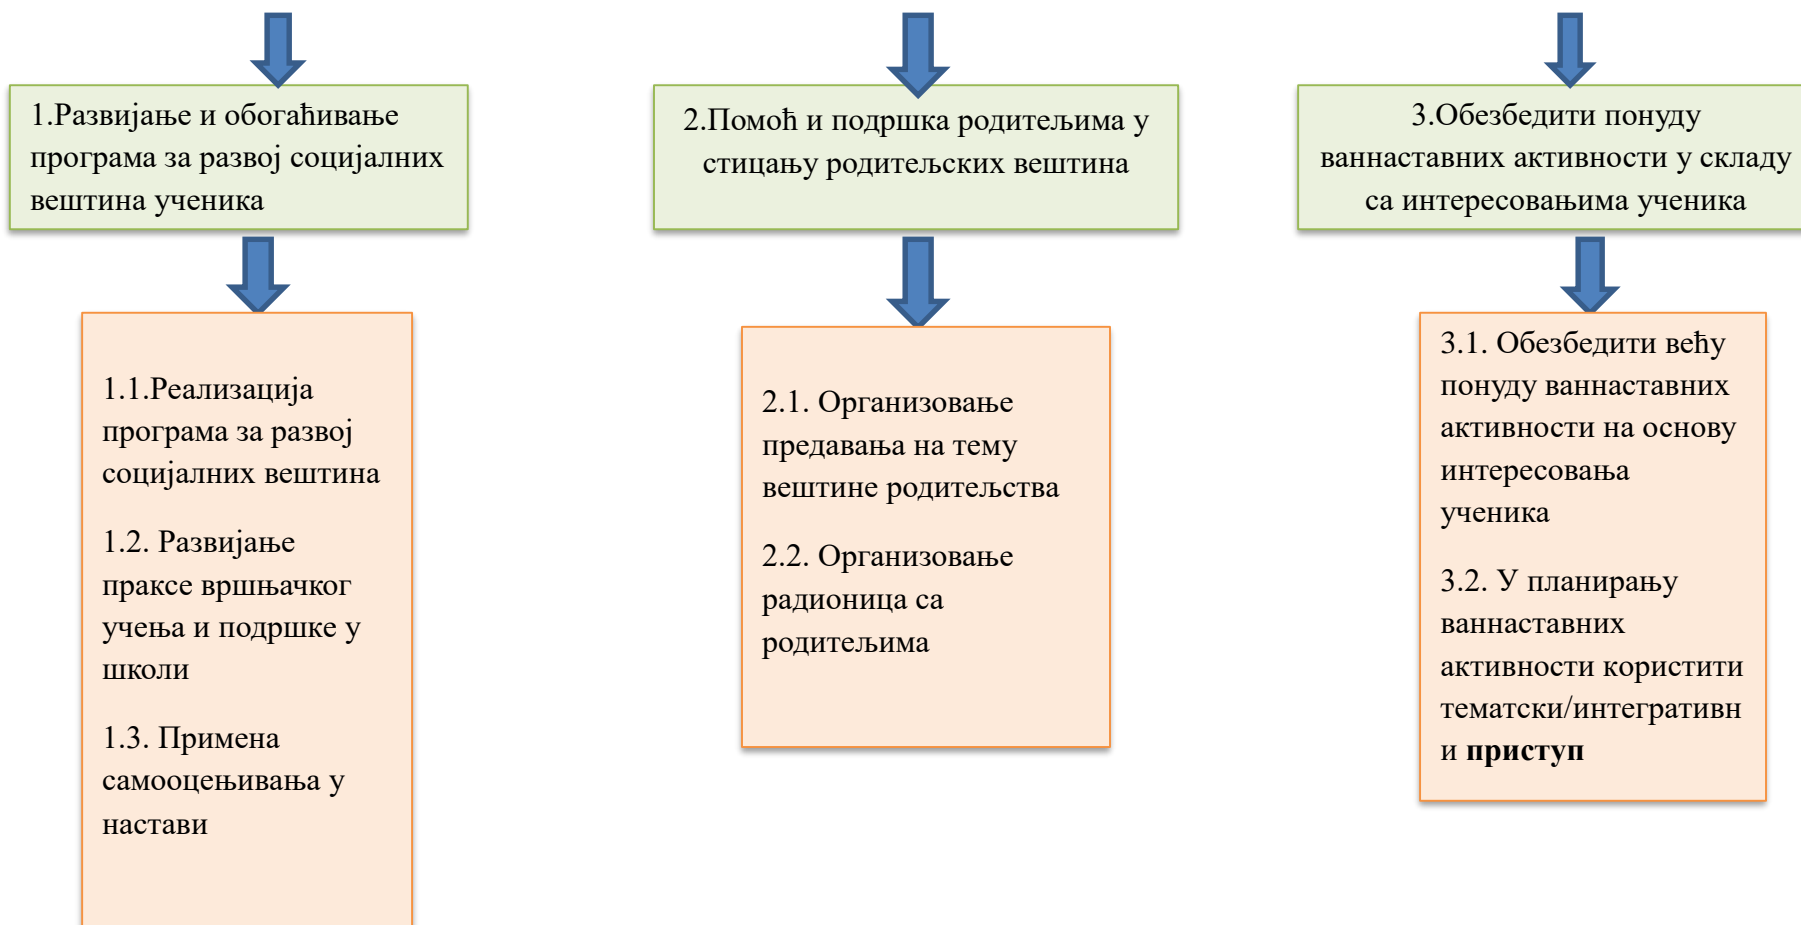 1.Развијање и обогаћивање
програма за развој социјалних
вештина ученика
2.Помоћ и подршка родитељима у
стицању родитељских вештина
3.Обезбедити понуду
ваннаставних активности у складу
са интересовањима ученика
1.1.Реализација
програма за развој
социјалних вештина
1.2. Развијање
праксе вршњачког
учења и подршке у
школи
1.3. Примена
самооцењивања у
настави
2.1. Организовање
предавања на тему
вештине родитељства
2.2. Организовање
радионица са
родитељима
3.1. Обезбедити већу
понуду ваннаставних
активности на основу
интересовања
ученика
3.2. У планирању
ваннаставних
активности користити
тематски/интегративн
и приступ